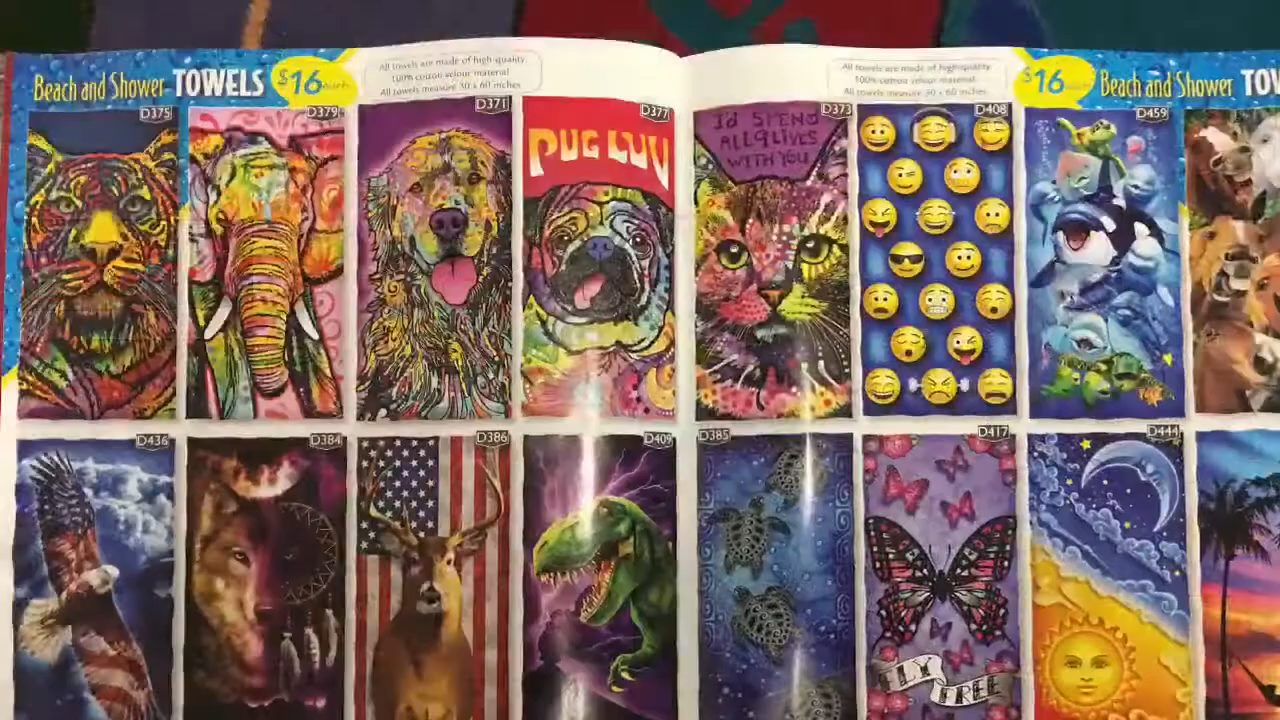 Beach and Shower TOWELS $16 each
All towels are made of high quality
100% cotton velour material.
All towels measure 30 x 60 inches
All towels are made of high quality
100% cotton velour material.
All towels measure 30 x 60 inches
$16 each Beach and Shower
D375
D379
D371
D377
D373
D408
D459
PUG LUV
I'd SPEND
ALL 9 LIVES
WITH YOU
D436
D384
D386
D409
D385
D417
D444
FLY
FREE